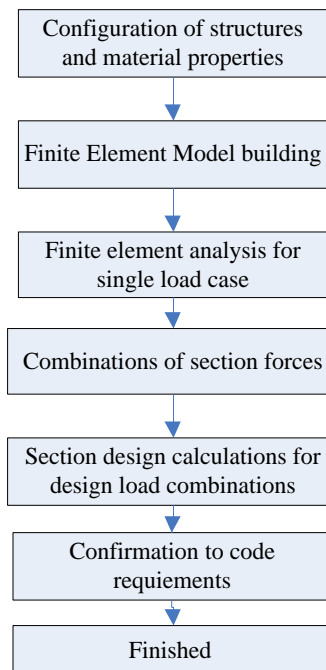 Configuration of structures
and material properties
Finite Element Model building
Finite element analysis for
single load case
Combinations of section forces
Section design calculations for
design load combinations
Confirmation to code
requiements
Finished